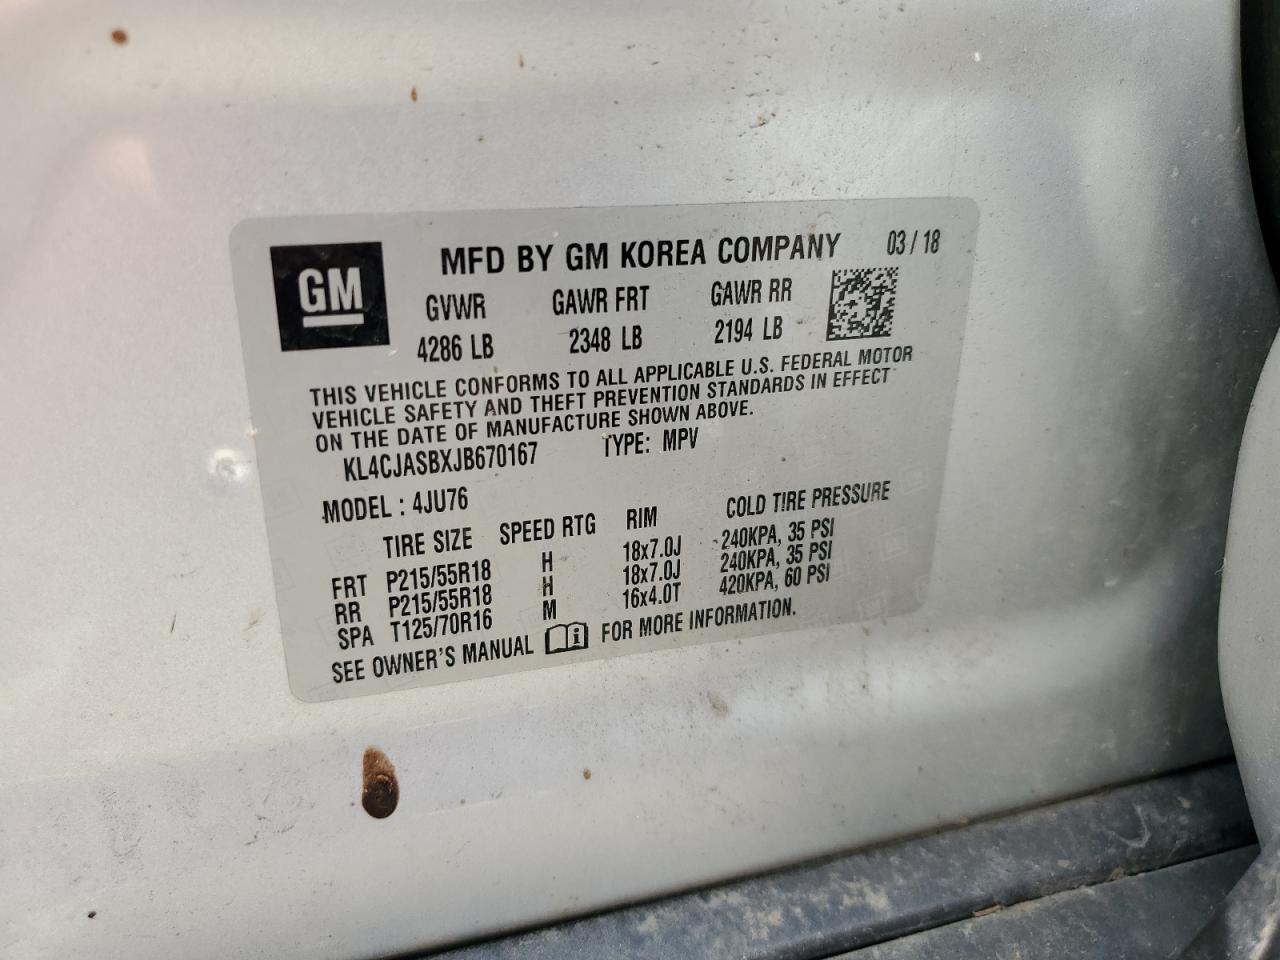 GM
MFD BY GM KOREA COMPANY 03 / 18
GVWR GAWR FRT GAWR RR
4286 LB 2348 LB 2194 LB
THIS VEHICLE CONFORMS TO ALL APPLICABLE U.S. FEDERAL MOTOR
VEHICLE SAFETY AND THEFT PREVENTION STANDARDS IN EFFECT
ON THE DATE OF MANUFACTURE SHOWN ABOVE.
KL4CJASBXJB670167 TYPE: MPV
MODEL : 4JU76
TIRE SIZE SPEED RTG RIM COLD TIRE PRESSURE
FRT P215/55R18 H 18x7.0J 240KPA, 35 PSI
RR P215/55R18 H 18x7.0J 240KPA, 35 PSI
SPA T125/70R16 M 16x4.0T 420KPA, 60 PSI
SEE OWNER'S MANUAL i FOR MORE INFORMATION.